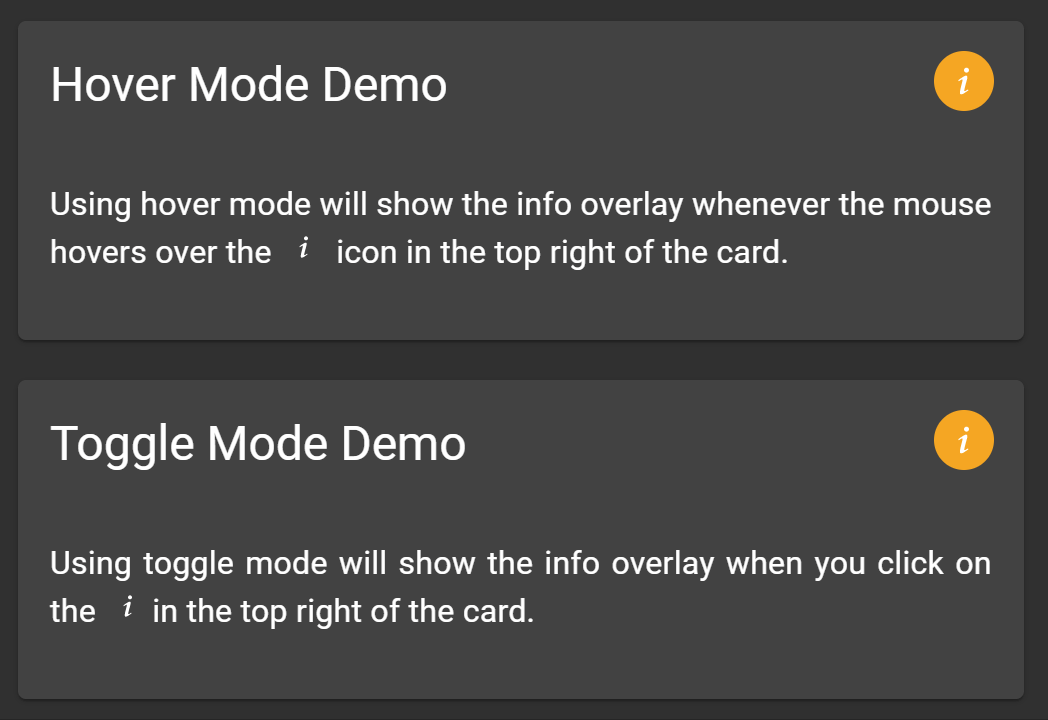 Hover Mode Demo
i
Using hover mode will show the info overlay whenever the mouse
hovers over the i icon in the top right of the card.
Toggle Mode Demo
i
Using toggle mode will show the info overlay when you click on
the i in the top right of the card.